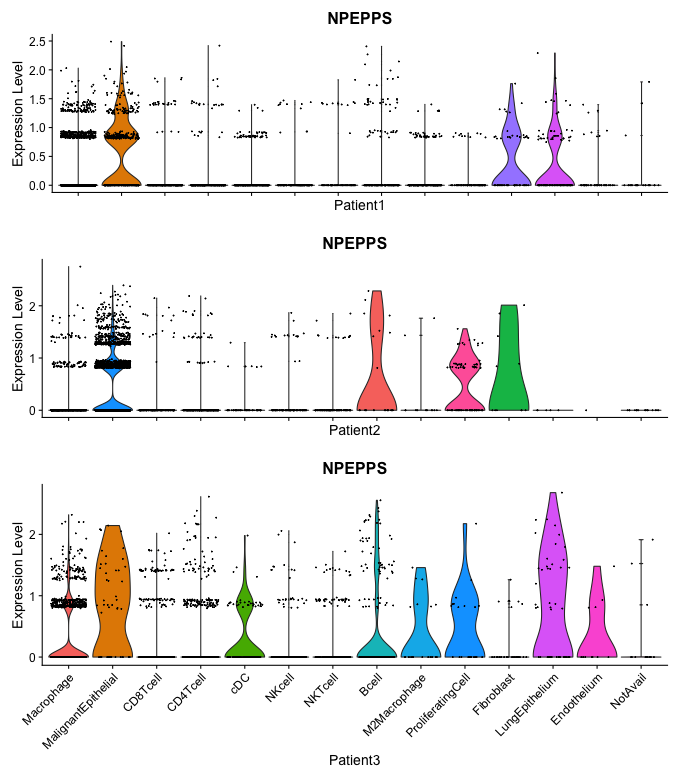 NPEPPS
Expression Level
2.5
2.0
1.5
1.0
0.5
0.0
Patient1
NPEPPS
Expression Level
2
1
0
Patient2
NPEPPS
Expression Level
2
1
0
Macrophage
MalignantEpithelial
CD8Tcell
CD4Tcell
cDC
NKcell
NKTcell
Bcell
M2Macrophage
ProliferatingCell
Fibroblast
LungEpithelium
Endothelium
NotAvail
Patient3